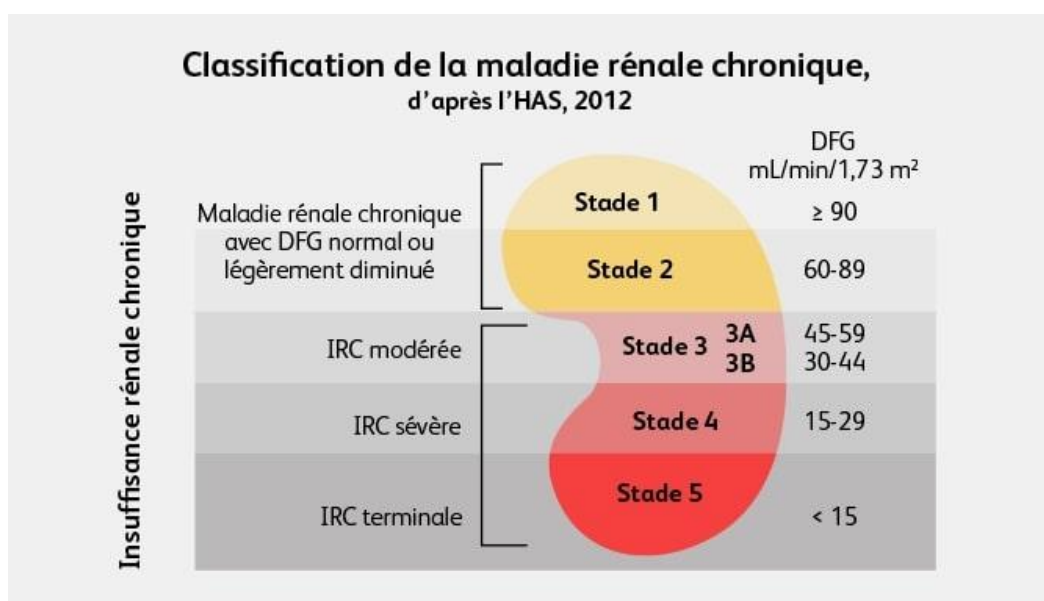 Classification de la maladie rénale chronique,
d'après l'HAS, 2012
DFG
mL/min/1,73 m²
Insuffisance rénale chronique
Maladie rénale chronique
avec DFG normal ou
légèrement diminué
Stade 1
≥ 90
Stade 2
60-89
IRC modérée
Stade 3
3A
45-59
3B
30-44
IRC sévère
Stade 4
15-29
IRC terminale
Stade 5
< 15